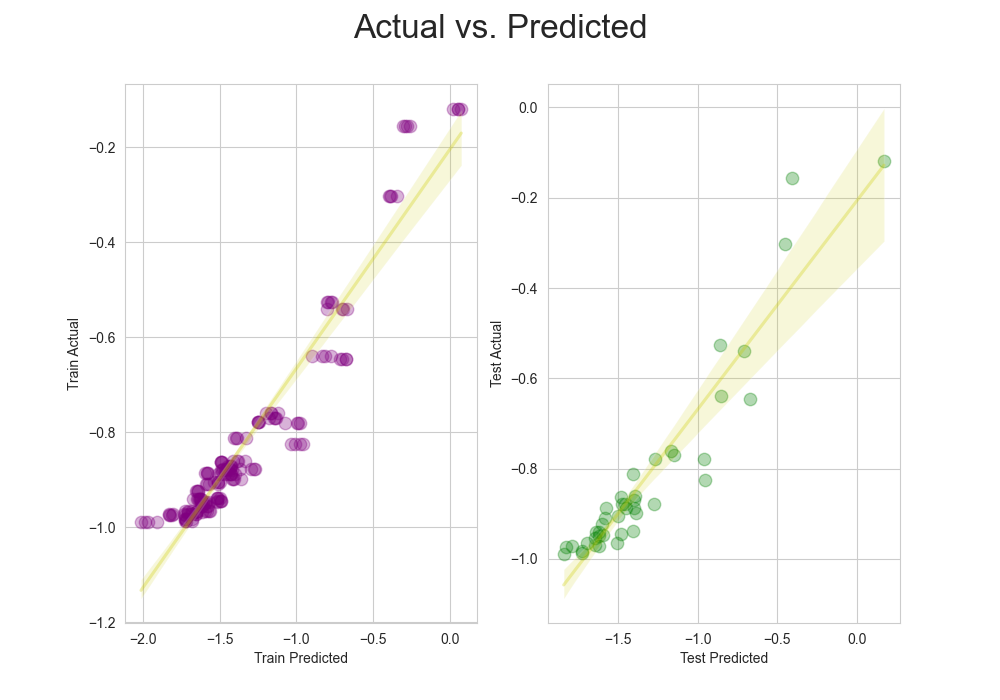 Actual vs. Predicted
−0.2
−0.4
−0.6
−0.8
−1.0
−1.2
Train Actual
−2.0 −1.5 −1.0 −0.5 0.0
Train Predicted
0.0
−0.2
−0.4
−0.6
−0.8
−1.0
Test Actual
−1.5 −1.0 −0.5 0.0
Test Predicted